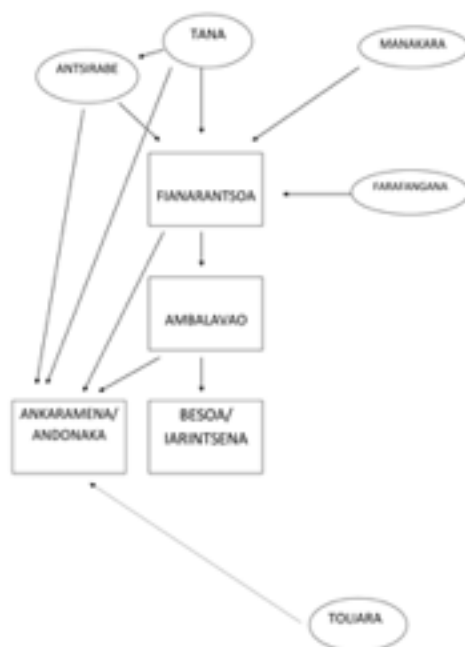 TANA
MANAKARA
ANTSIRABE
FIANARANTSOA
FARAFANGANA
AMBALAVAO
ANKARAMENA/
ANDONAKA
BESOA/
IARINTSENA
TOLIARA